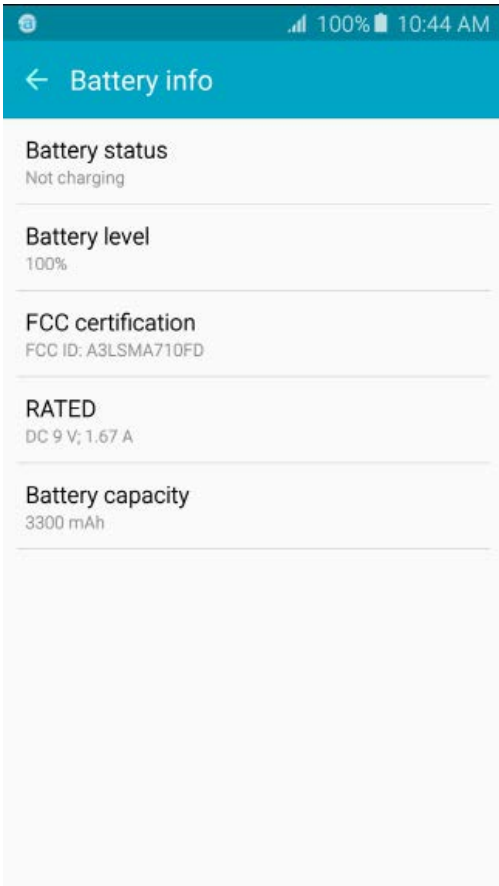 100% 10:44 AM
Battery info
Battery status
Not charging
Battery level
100%
FCC certification
FCC ID: A3LSMA710FD
RATED
DC 9 V; 1.67 A
Battery capacity
3300 mAh